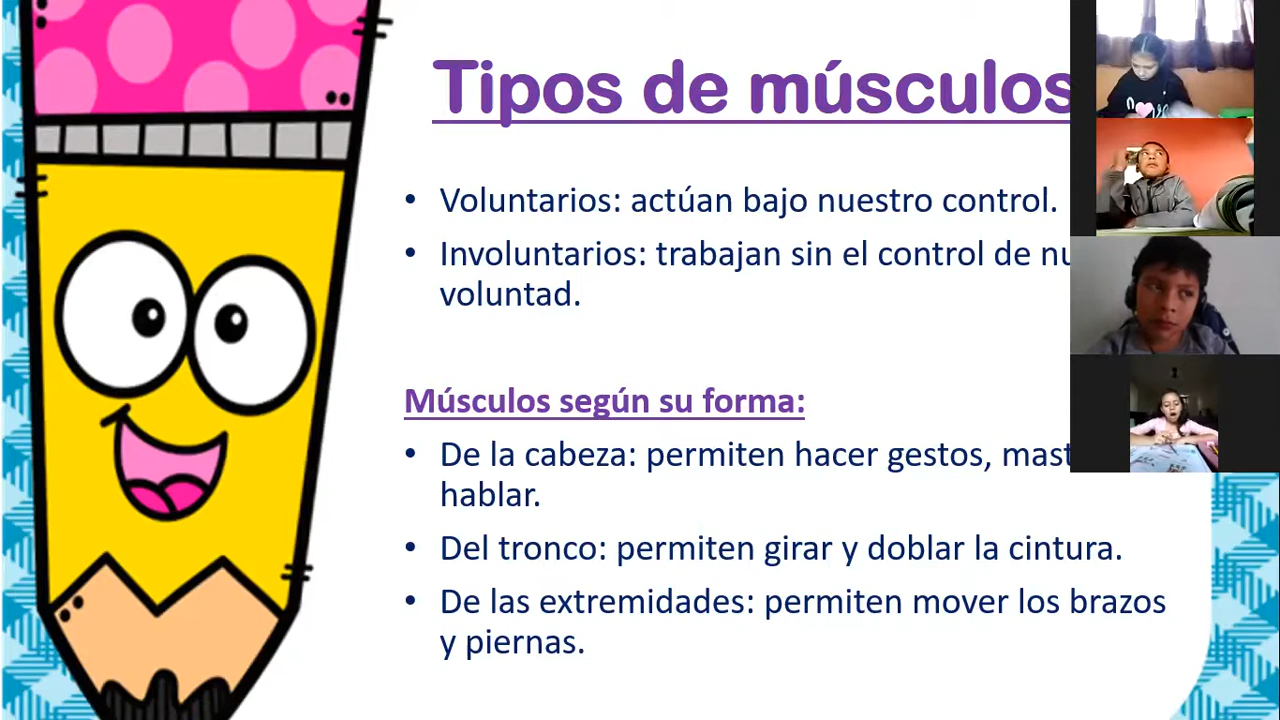 Tipos de músculos
• Voluntarios: actúan bajo nuestro control.
• Involuntarios: trabajan sin el control de
voluntad.
Músculos según su forma:
• De la cabeza: permiten hacer gestos,
hablar.
• Del tronco: permiten girar y doblar la cintura.
• De las extremidades: permiten mover los brazos
y piernas.